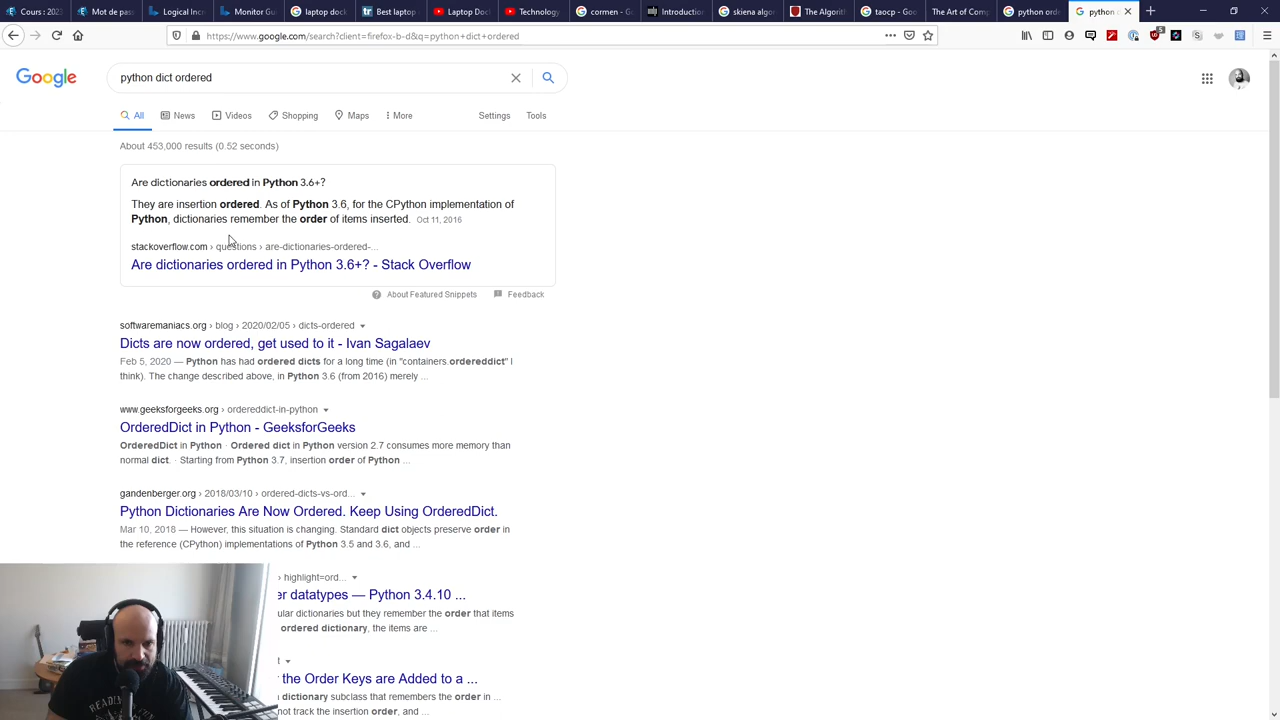 Cours : 202
Mot de pass
Logical Incr
Monitor Gu
laptop dock
Best laptop
Laptop Dock
Technology
cormen - Go
Introduction
skiena algor
The Algorith
taocp - Goo
The Art of Comp
python orde
python d
https://www.google.com/search?client=firefox-b-d&q=python+dict+ordered
Google
python dict ordered
All
News
Videos
Shopping
Maps
More
Settings
Tools
About 453,000 results (0.52 seconds)
Are dictionaries ordered in Python 3.6+?
They are insertion ordered. As of Python 3.6, for the CPython implementation of
Python, dictionaries remember the order of items inserted. Oct 11, 2016
stackoverflow.com › questions › are-dictionaries-ordered-...
Are dictionaries ordered in Python 3.6+? - Stack Overflow
About Featured Snippets
Feedback
softwaremaniacs.org › blog › 2020/02/05 › dicts-ordered
Dicts are now ordered, get used to it - Ivan Sagalaev
Feb 5, 2020 — Python has had ordered dicts for a long time (in "containers.ordereddict" I
think). The change described above, in Python 3.6 (from 2016) merely ...
www.geeksforgeeks.org › ordereddict-in-python
OrderedDict in Python - GeeksforGeeks
OrderedDict in Python · Ordered dict in Python version 2.7 consumes more memory than
normal dict. · Starting from Python 3.7, insertion order of Python ...
gandenberger.org › 2018/03/10 › ordered-dicts-vs-ord...
Python Dictionaries Are Now Ordered. Keep Using OrderedDict.
Mar 10, 2018 — However, this situation is changing. Standard dict objects preserve order in
the reference (CPython) implementations of Python 3.5 and 3.6, and ...
› highlight=ord...
er datatypes — Python 3.4.10 ...
ular dictionaries but they remember the order that items
ordered dictionary, the items are ...
the Order Keys are Added to a ...
dictionary subclass that remembers the order in ...
not track the insertion order, and ...